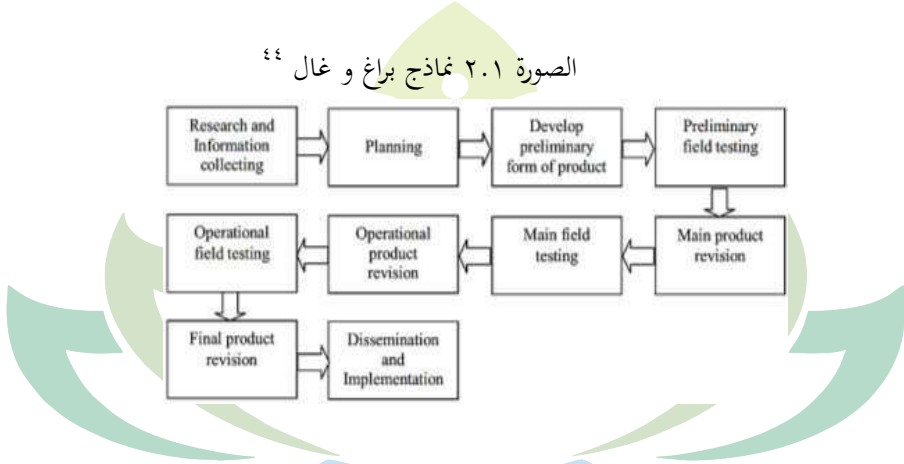 الصورة ٢.١ نماذج براغ و غال ٤٤
Research and
Information
collecting
Planning
Develop
preliminary
form of product
Preliminary
field testing
Main product
revision
Main field
testing
Operational
product
revision
Operational
field testing
Final product
revision
Dissemination
and
Implementation